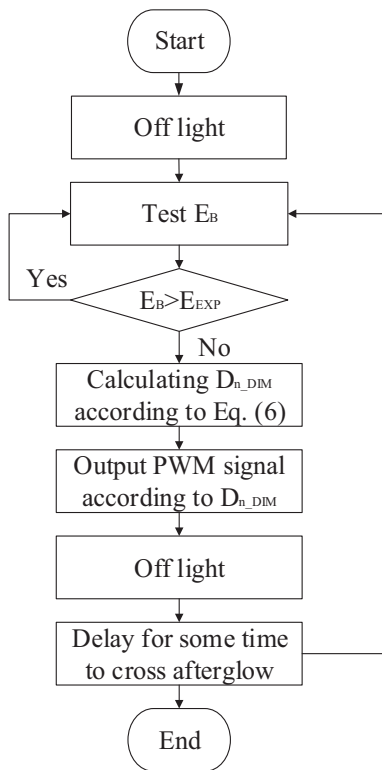 Start
Off light
Test EB
Yes
EB>EEXP
No
Calculating Dn_DIM
according to Eq. (6)
Output PWM signal
according to Dn_DIM
Off light
Delay for some time
to cross afterglow
End